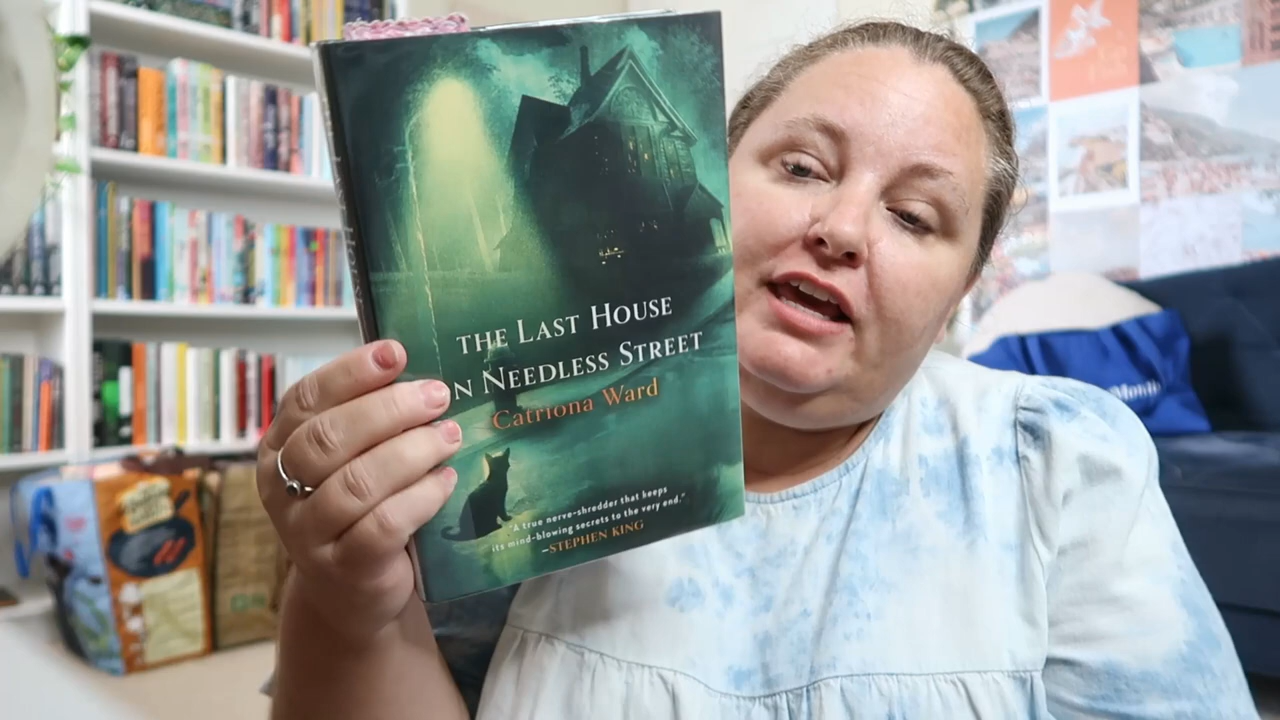 THE LAST HOUSE
N NEEDLESS STREET
Catriona Ward
"A true nerve-shredder that keeps
its mind-blowing secrets to the very end."
—STEPHEN KING